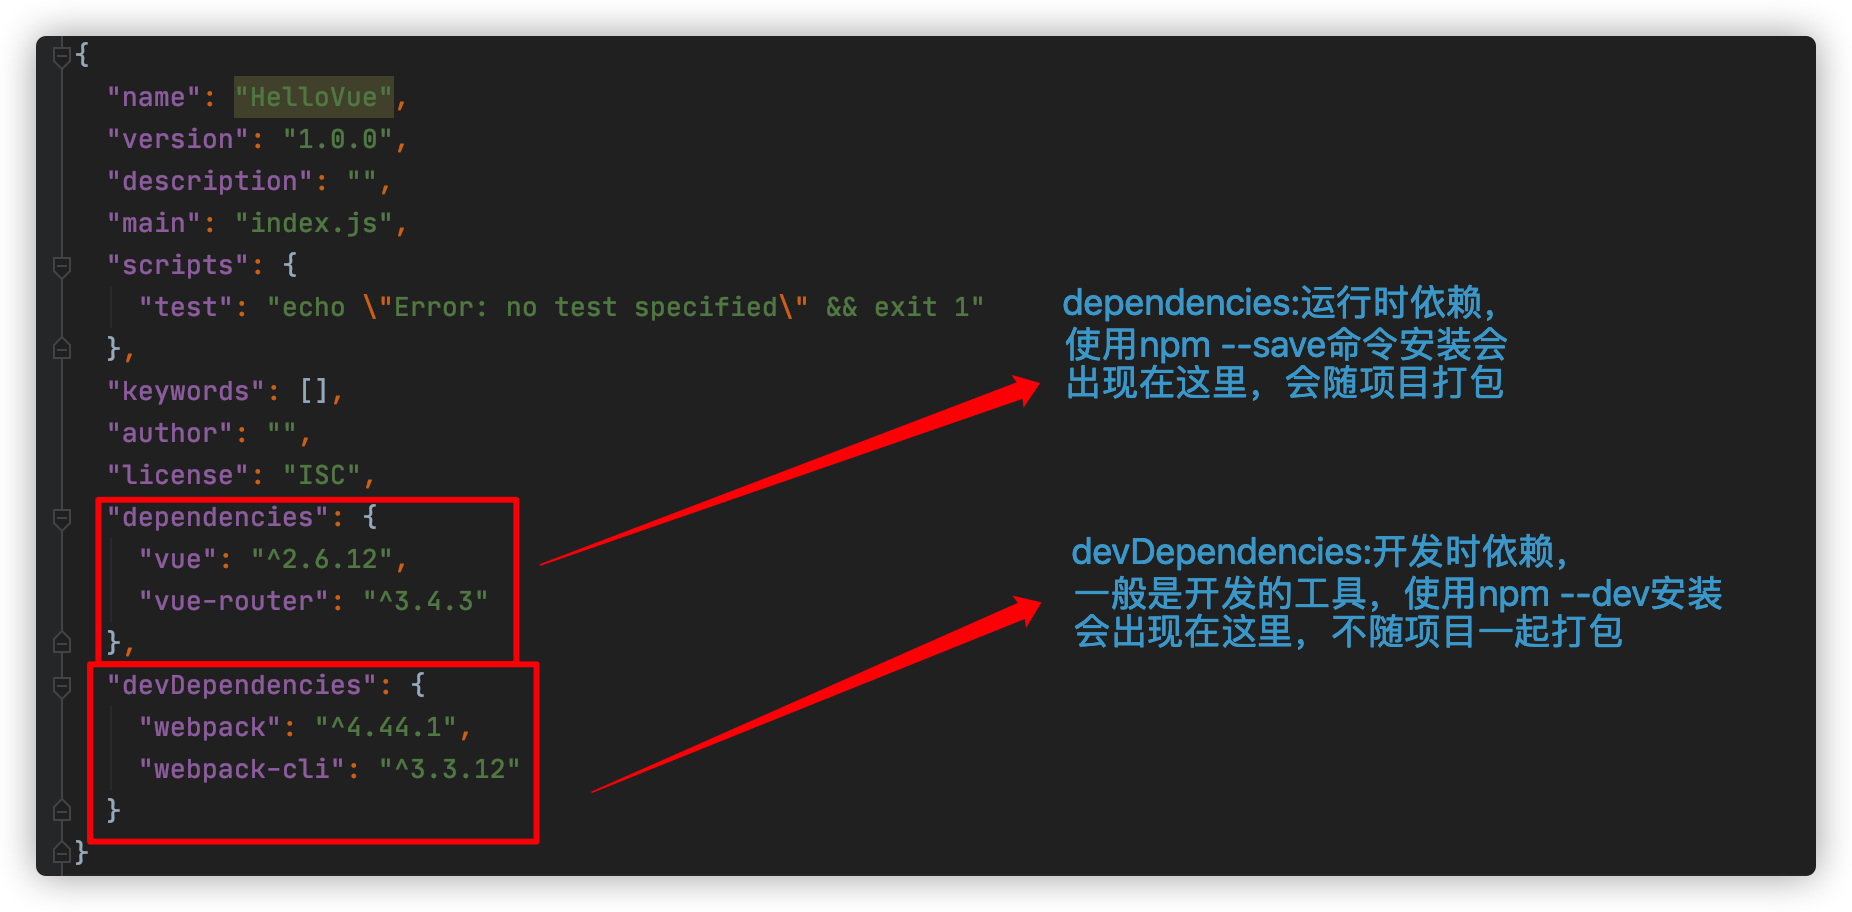 {
"name": "HelloVue",
"version": "1.0.0",
"description": "",
"main": "index.js",
"scripts": {
"test": "echo \"Error: no test specified\" && exit 1"
},
"keywords": [],
"author": "",
"license": "ISC",
"dependencies": {
"vue": "^2.6.12",
"vue-router": "^3.4.3"
},
"devDependencies": {
"webpack": "^4.44.1",
"webpack-cli": "^3.3.12"
}
}
dependencies:运行时依赖，
使用npm --save命令安装会
出现在这里，会随项目打包
devDependencies:开发时依赖，
一般是开发的工具，使用npm --dev安装
会出现在这里，不随项目一起打包